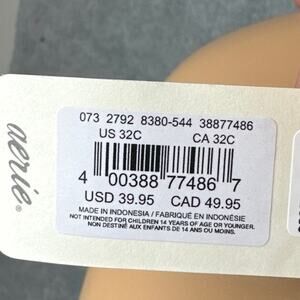 aerie®
073 2792 8380-544 38877486
US 32C CA 32C
4 00388 77486 7
USD 39.95 CAD 49.95
MADE IN INDONESIA / FABRIQUÉ EN INDONÉSIE
NOT INTENDED FOR CHILDREN 14 YEARS OF AGE OR YOUNGER.
NON DESTINÉ AUX ENFANTS DE 14 ANS OU MOINS.